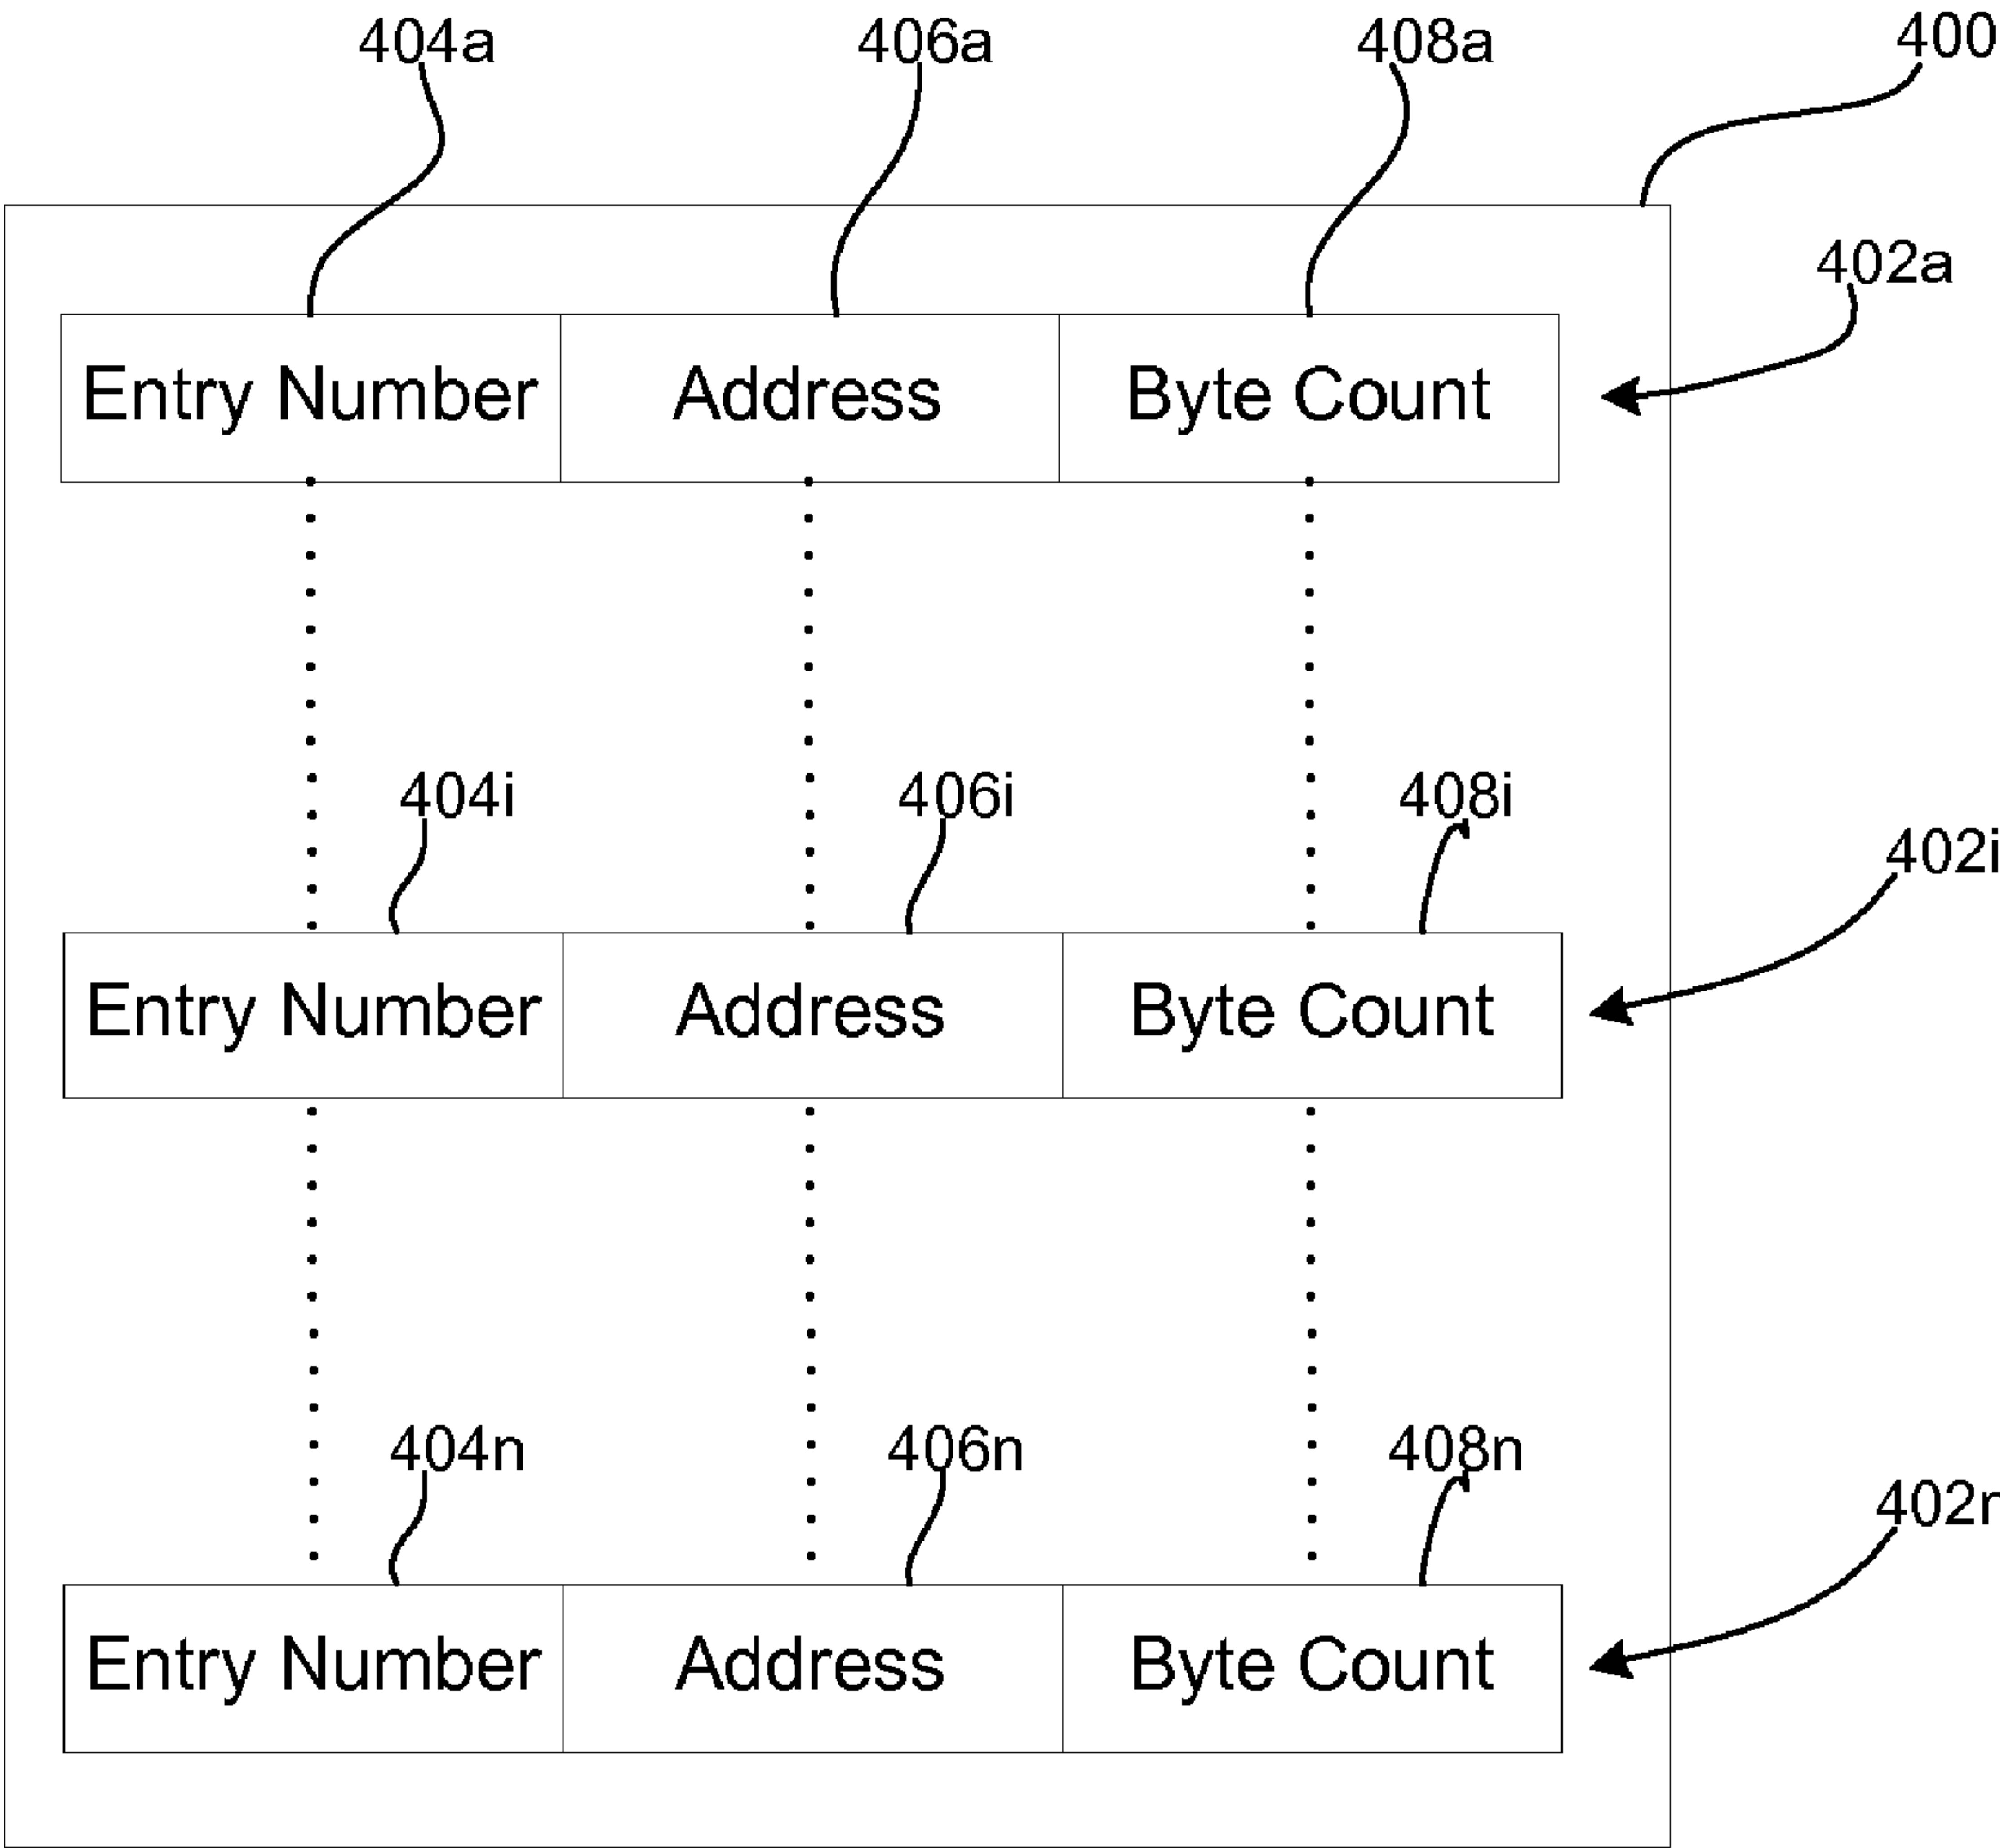 404a 406a 408a 400
402a
Entry Number Address Byte Count
404i 406i 408i
402i
Entry Number Address Byte Count
404n 406n 408n
402n
Entry Number Address Byte Count